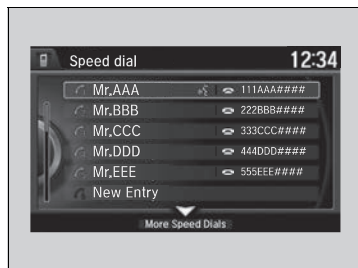 Speed dial 12:34
Mr.AAA 111AAA####
Mr.BBB 222BBB####
Mr.CCC 333CCC####
Mr.DDD 444DDD####
Mr.EEE 555EEE####
New Entry
More Speed Dials